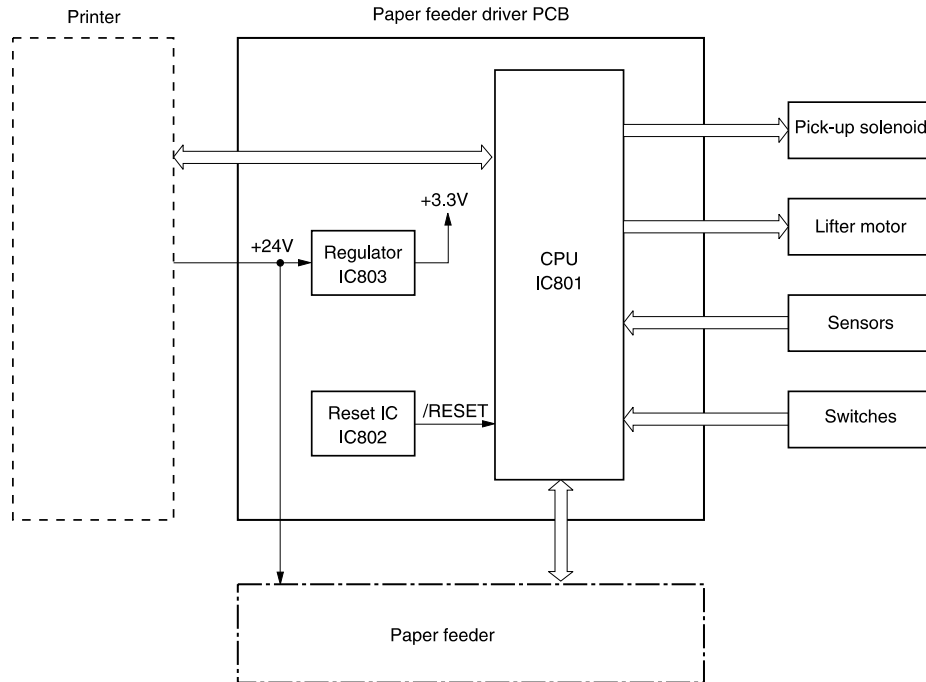 Printer
Paper feeder driver PCB
Pick-up solenoid
+3.3V
Lifter motor
+24V
Regulator
IC803
CPU
IC801
Sensors
Reset IC
IC802
/RESET
Switches
Paper feeder